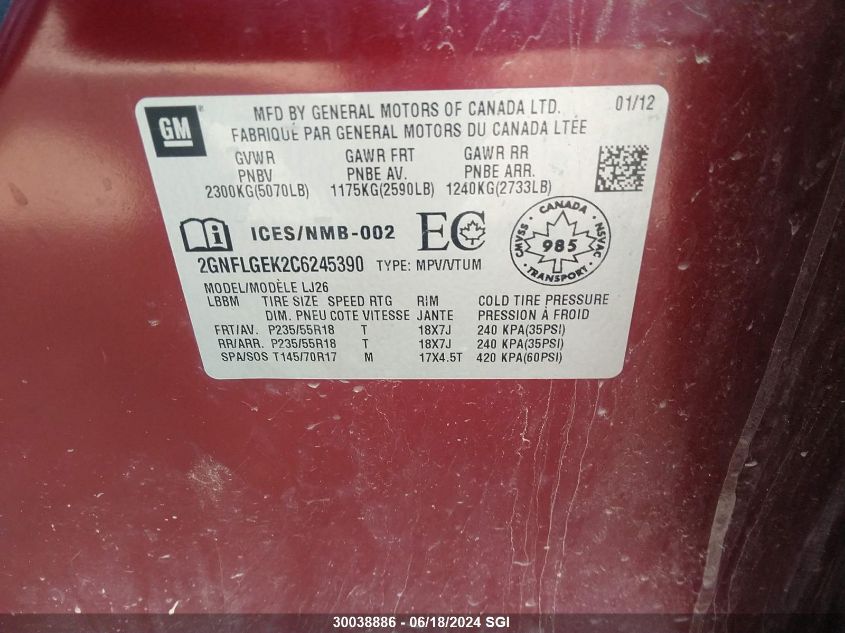 GM
MFD BY GENERAL MOTORS OF CANADA LTD. 01/12
FABRIQUÉ PAR GENERAL MOTORS DU CANADA LTÉE
GVWR GAWR FRT GAWR RR
PNBV PNBE AV. PNBE ARR.
2300KG(5070LB) 1175KG(2590LB) 1240KG(2733LB)
ICES/NMB-002 EC
CANADA
SSVMC 985 NSVAC
TRANSPORT
2GNFLGEK2C6245390 TYPE: MPV/VTUM
MODEL/MODÈLE LJ26
LBBM TIRE SIZE SPEED RTG RIM COLD TIRE PRESSURE
DIM. PNEU COTE VITESSE JANTE PRESSION À FROID
FRT/AV. P235/55R18 T 18X7J 240 KPA(35PSI)
RR/ARR. P235/55R18 T 18X7J 240 KPA(35PSI)
SPA/SOS T145/70R17 M 17X4.5T 420 KPA(60PSI)
30038886 - 06/18/2024 SGI